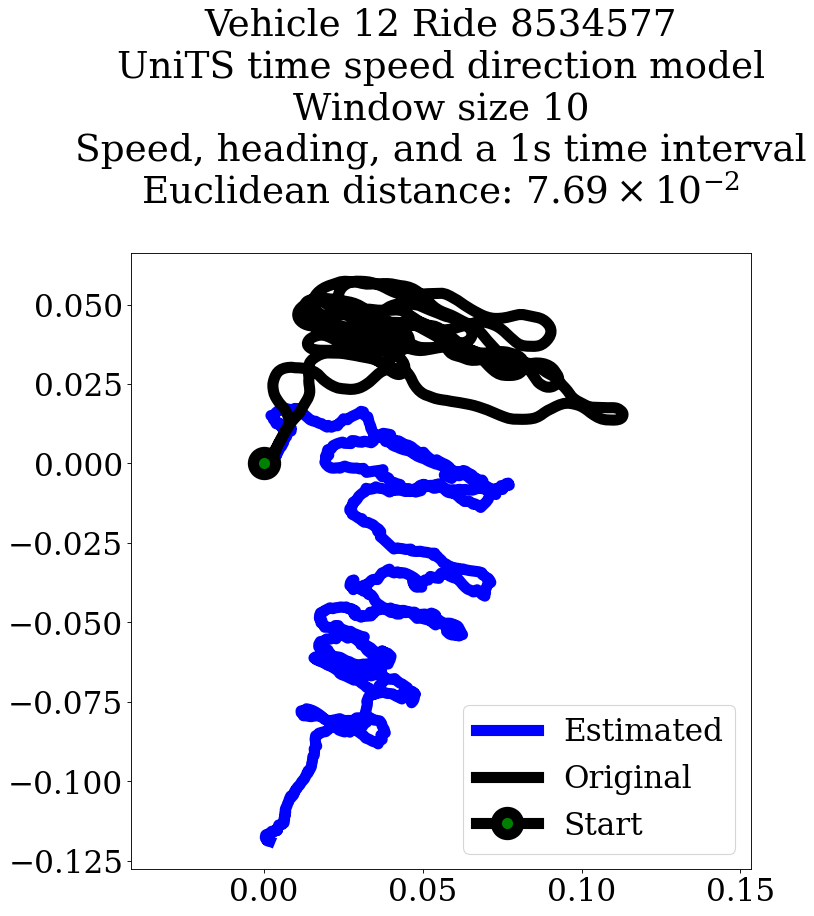 Vehicle 12 Ride 8534577
UniTS time speed direction model
Window size 10
Speed, heading, and a 1s time interval
Euclidean distance: 7.69 × 10⁻²
0.050
0.025
0.000
−0.025
−0.050
−0.075
−0.100
−0.125
Estimated
Original
Start
0.00 0.05 0.10 0.15